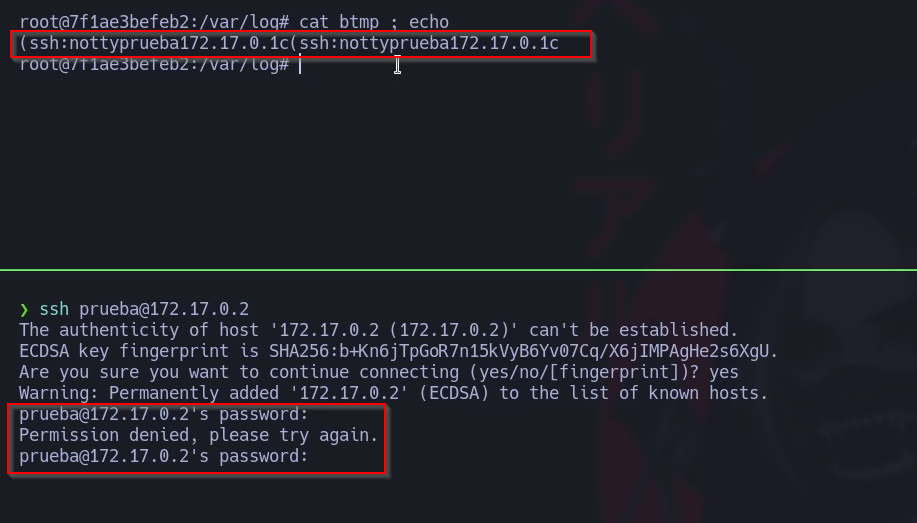 root@7f1ae3befeb2:/var/log# cat btmp ; echo
(ssh:nottyprueba172.17.0.1c(ssh:nottyprueba172.17.0.1c
root@7f1ae3befeb2:/var/log#
❯ ssh prueba@172.17.0.2
The authenticity of host '172.17.0.2 (172.17.0.2)' can't be established.
ECDSA key fingerprint is SHA256:b+Kn6jTpGoR7n15kVyB6Yv07Cq/X6jIMPAgHe2s6XgU.
Are you sure you want to continue connecting (yes/no/[fingerprint])? yes
Warning: Permanently added '172.17.0.2' (ECDSA) to the list of known hosts.
prueba@172.17.0.2's password:
Permission denied, please try again.
prueba@172.17.0.2's password: